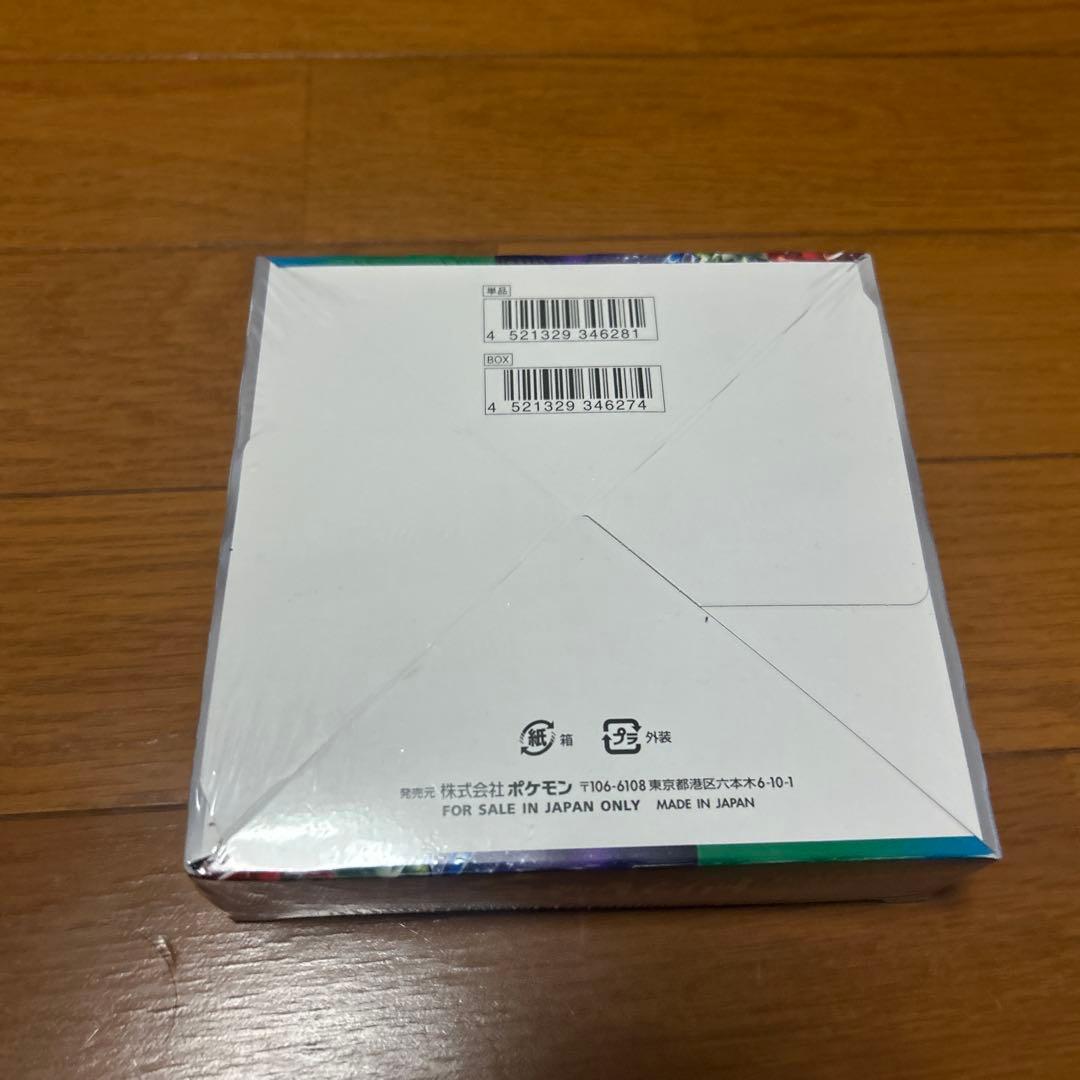 単品
4 521329 346281
BOX
4 521329 346274
紙 箱 プラ 外装
発売元 株式会社 ポケモン 〒106-6108 東京都港区六本木6-10-1
FOR SALE IN JAPAN ONLY MADE IN JAPAN